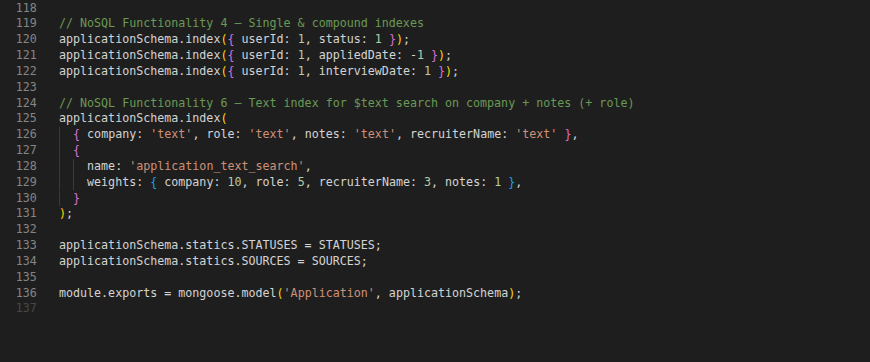 118
119 // NoSQL Functionality 4 — Single & compound indexes
120 applicationSchema.index({ userId: 1, status: 1 });
121 applicationSchema.index({ userId: 1, appliedDate: -1 });
122 applicationSchema.index({ userId: 1, interviewDate: 1 });
123
124 // NoSQL Functionality 6 — Text index for $text search on company + notes (+ role)
125 applicationSchema.index(
126   { company: 'text', role: 'text', notes: 'text', recruiterName: 'text' },
127   {
128     name: 'application_text_search',
129     weights: { company: 10, role: 5, recruiterName: 3, notes: 1 },
130   }
131 );
132
133 applicationSchema.statics.STATUSES = STATUSES;
134 applicationSchema.statics.SOURCES = SOURCES;
135
136 module.exports = mongoose.model('Application', applicationSchema);
137